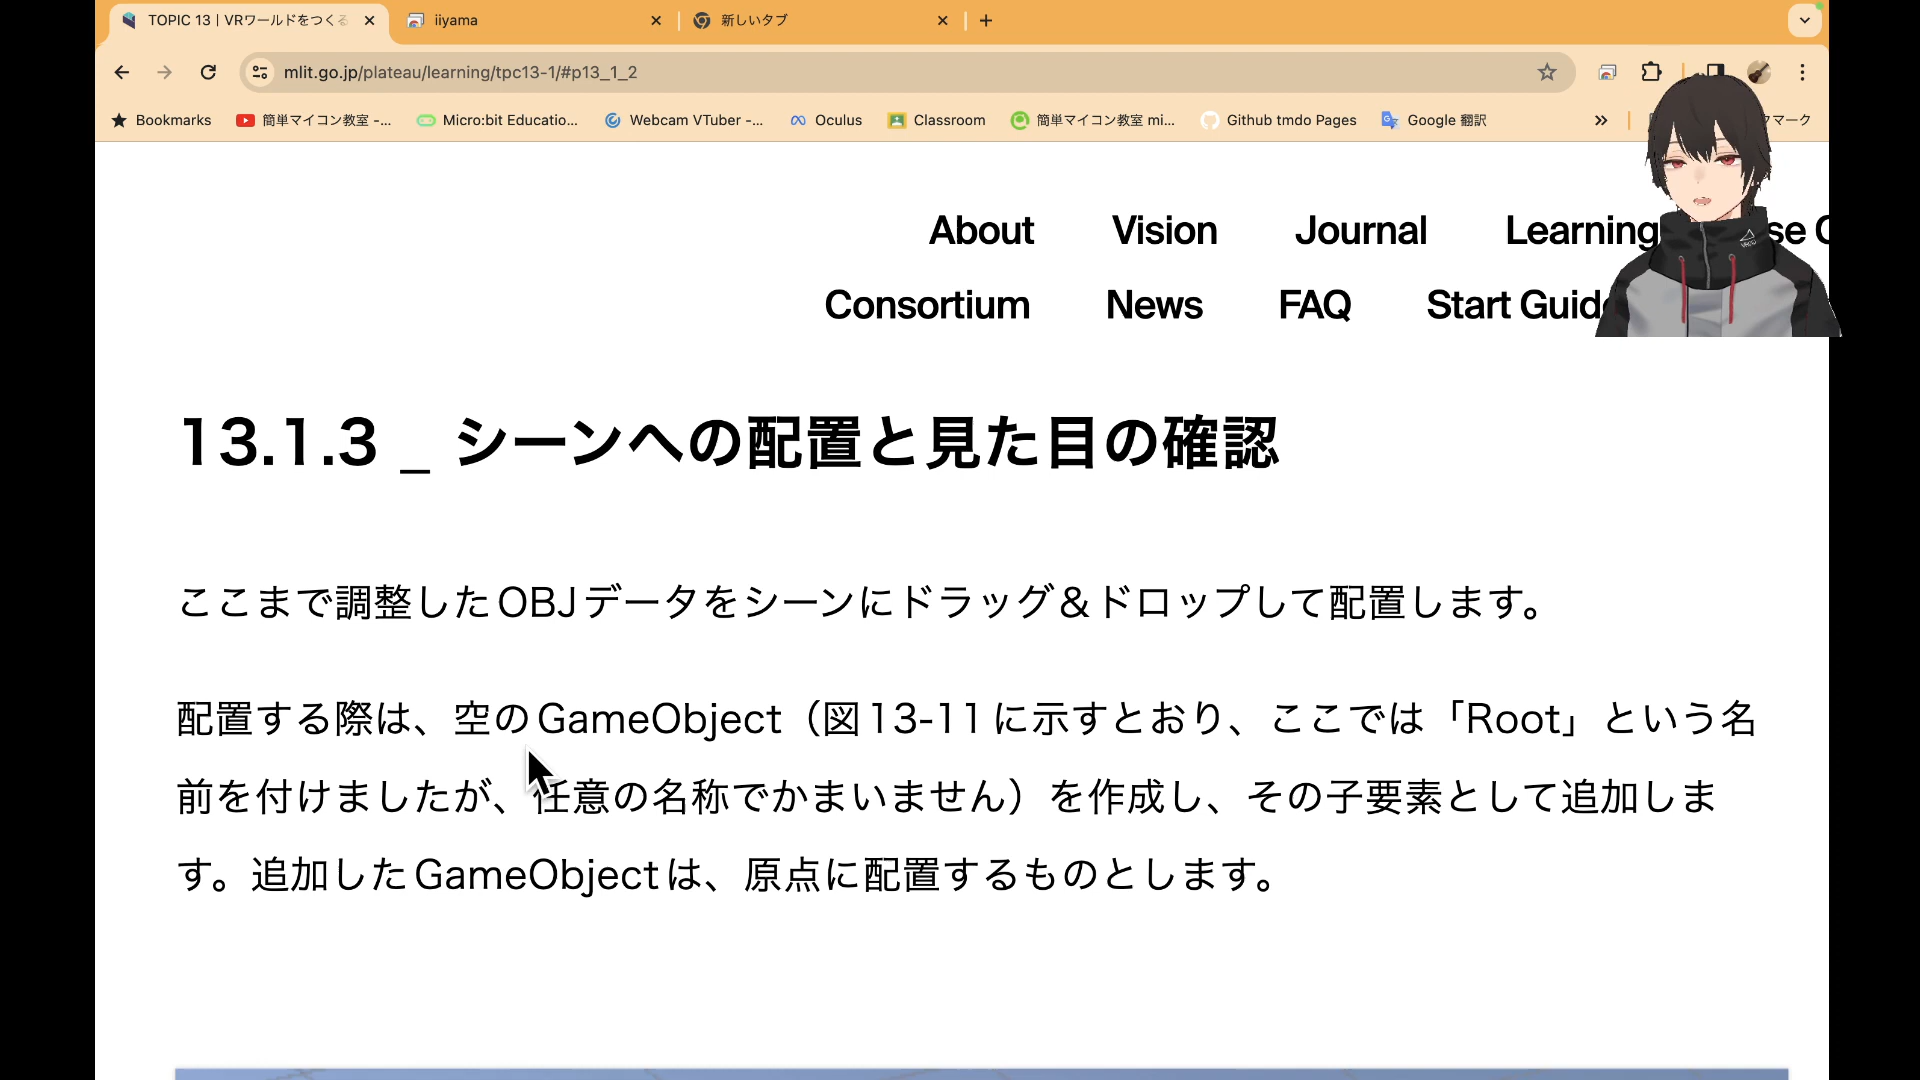 TOPIC 13 | VRワールドをつくる
iiyama
新しいタブ
mlit.go.jp/plateau/learning/tpc13-1/#p13_1_2
Bookmarks
簡単マイコン教室 -...
Micro:bit Educatio...
Webcam VTuber -...
Oculus
Classroom
簡単マイコン教室 mi...
Github tmdo Pages
Google 翻訳
マーク
About Vision Journal Learning
Consortium News FAQ Start Guide
13.1.3 _ シーンへの配置と見た目の確認
ここまで調整したOBJデータをシーンにドラッグ＆ドロップして配置します。
配置する際は、空のGameObject（図13-11に示すとおり、ここでは「Root」という名
前を付けましたが、任意の名称でかまいません）を作成し、その子要素として追加しま
す。追加したGameObjectは、原点に配置するものとします。